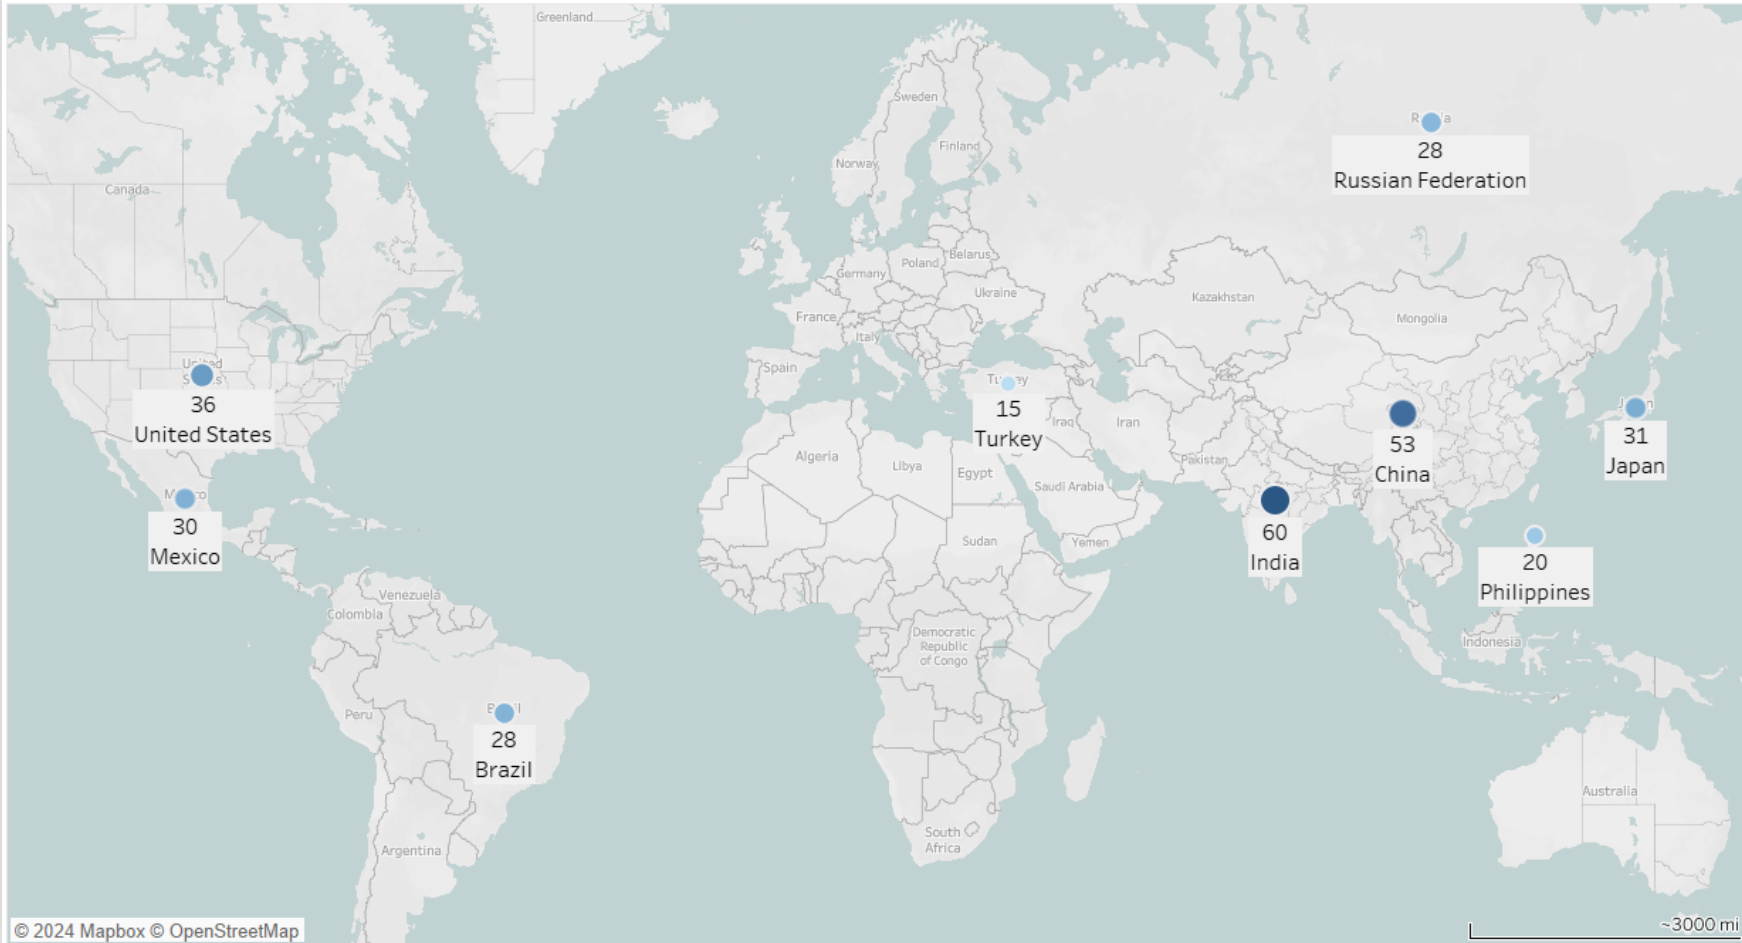 Greenland
Sweden
Finland
Norway
Canada
28
Russian Federation
Belarus
Poland
Germany
Ukraine
Kazakhstan
France
Mongolia
Italy
Spain
United
36
United States
15
Turkey
Iraq
Iran
31
Japan
53
China
Algeria
Libya
Egypt
Pakistan
Saudi Arabia
30
Mexico
60
India
Sudan
Yemen
20
Philippines
Venezuela
Colombia
Democratic
Republic
of Congo
Indonesia
Peru
28
Brazil
Australia
South
Africa
Argentina
© 2024 Mapbox © OpenStreetMap
~3000 mi